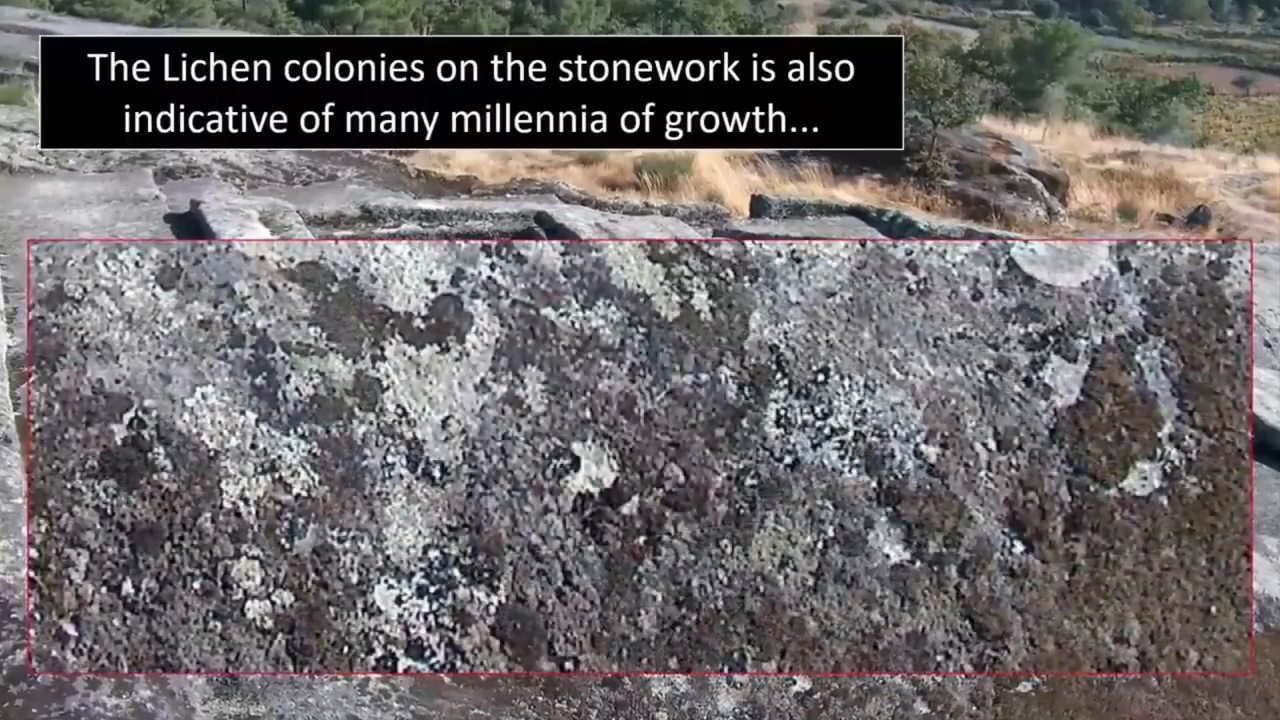 The Lichen colonies on the stonework is also
indicative of many millennia of growth...